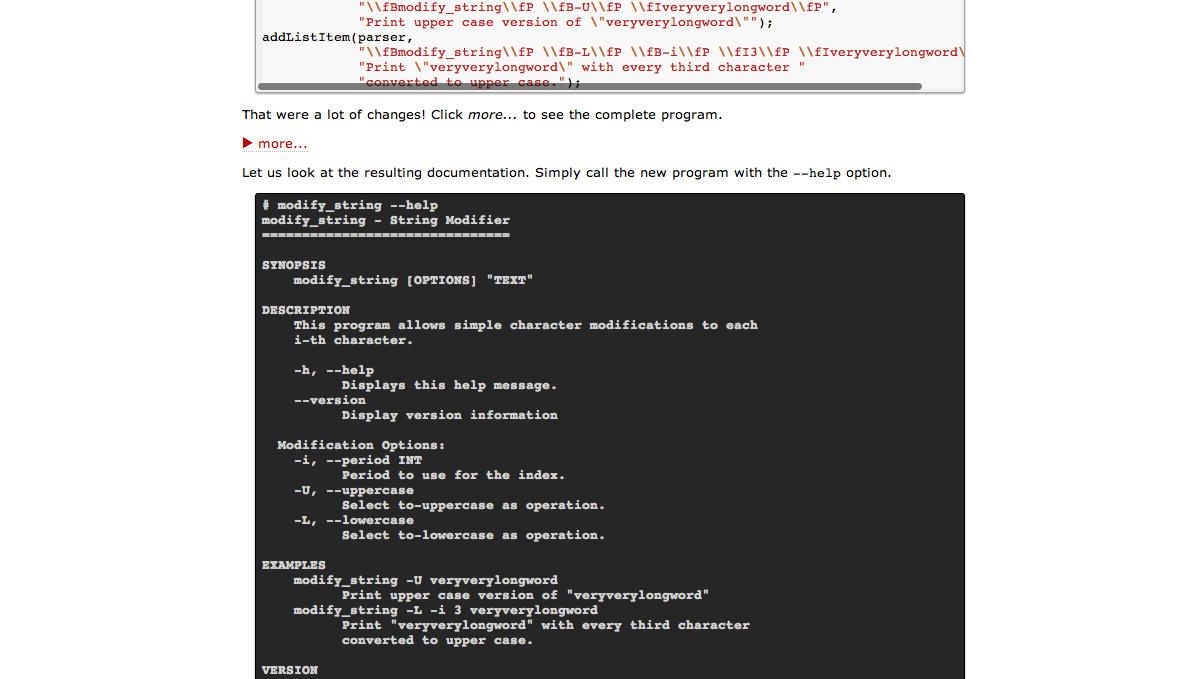 "\\fBmodify_string\\fP \\fB-U\\fP \\fIveryverylongword\\fP",
"Print upper case version of \"veryverylongword\"");
addListItem(parser,
"\\fBmodify_string\\fP \\fB-L\\fP \\fB-i\\fP \\fI3\\fP \\fIveryverylongword\
"Print \"veryverylongword\" with every third character "
"converted to upper case.");
That were a lot of changes! Click more... to see the complete program.
▶ more...
Let us look at the resulting documentation. Simply call the new program with the --help option.
# modify_string --help
modify_string - String Modifier
===============================
SYNOPSIS
modify_string [OPTIONS] "TEXT"
DESCRIPTION
This program allows simple character modifications to each
i-th character.
-h, --help
Displays this help message.
--version
Display version information
Modification Options:
-i, --period INT
Period to use for the index.
-U, --uppercase
Select to-uppercase as operation.
-L, --lowercase
Select to-lowercase as operation.
EXAMPLES
modify_string -U veryverylongword
Print upper case version of "veryverylongword"
modify_string -L -i 3 veryverylongword
Print "veryverylongword" with every third character
converted to upper case.
VERSION